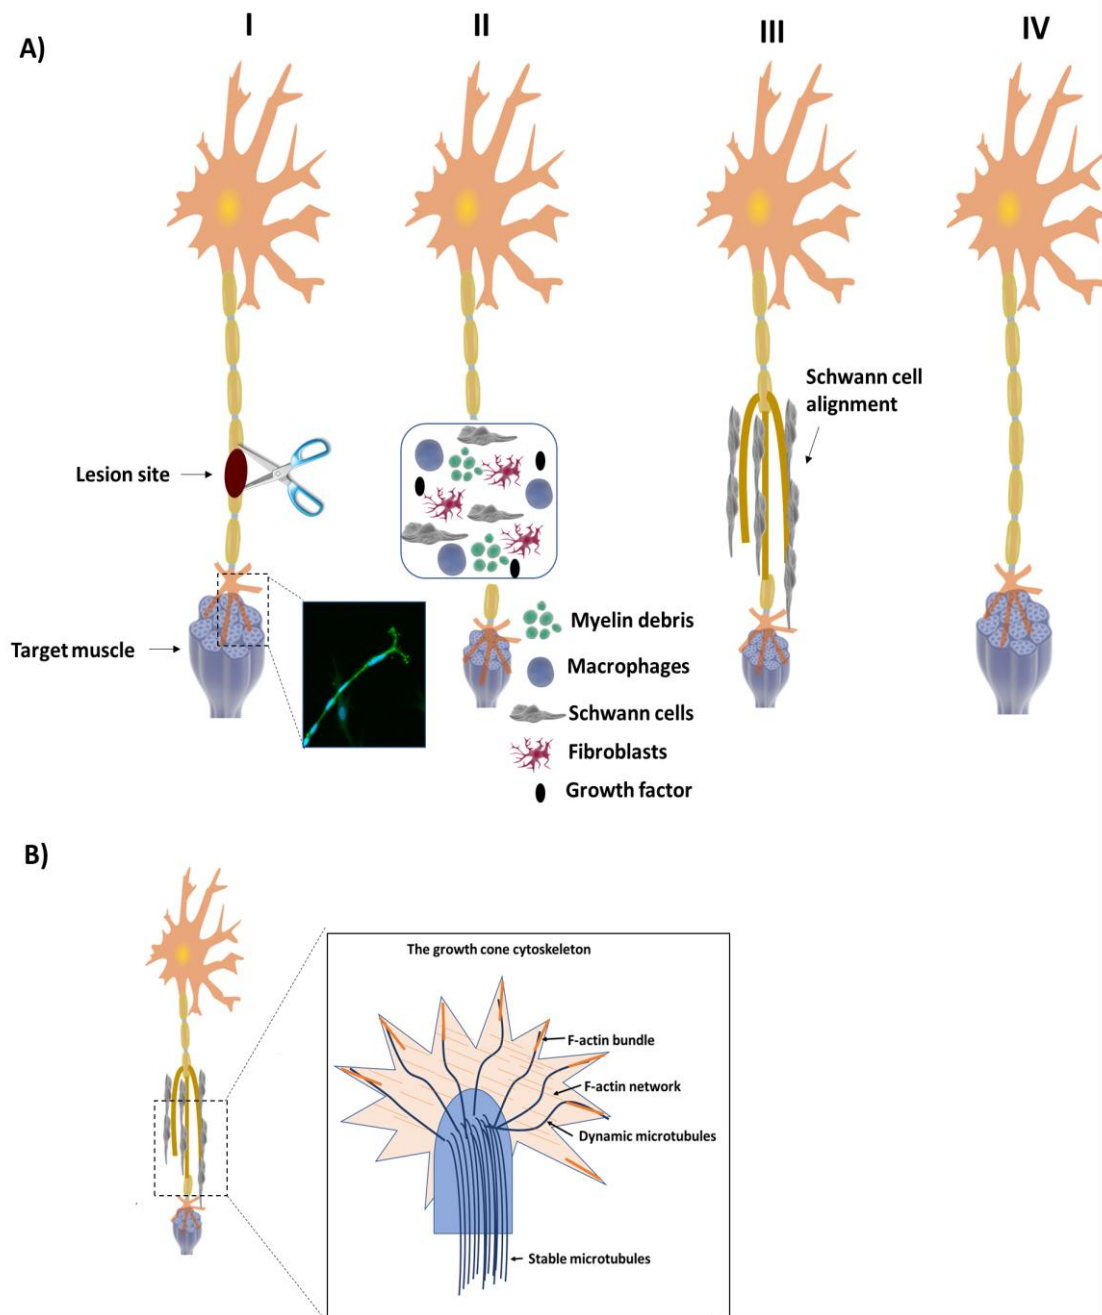 A)
I
II
III
IV
Schwann cell
alignment
Lesion site
Target muscle
Myelin debris
Macrophages
Schwann cells
Fibroblasts
Growth factor
B)
The growth cone cytoskeleton
F-actin bundle
F-actin network
Dynamic microtubules
Stable microtubules